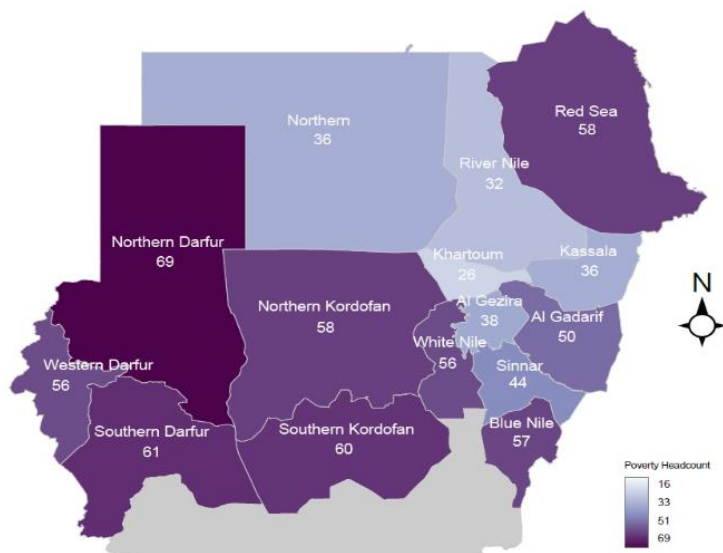 Red Sea
58
Northern
36
River Nile
32
Northern Darfur
69
Khartoum
26
Kassala
36
Northern Kordofan
58
Al Gezira
38
Al Gadarif
50
White Nile
56
Western Darfur
56
Sinnar
44
Southern Darfur
61
Southern Kordofan
60
Blue Nile
57
N
Poverty Headcount
16
33
51
69